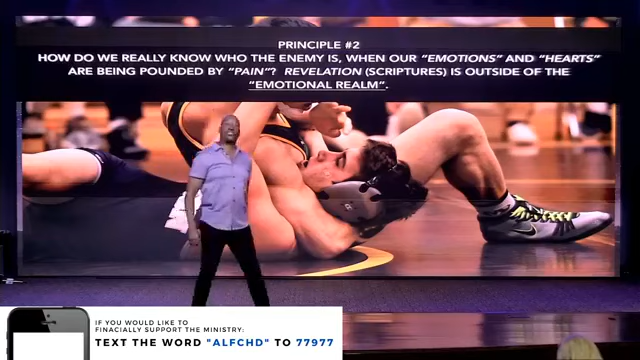 PRINCIPLE #2
HOW DO WE REALLY KNOW WHO THE ENEMY IS, WHEN OUR "EMOTIONS" AND "HEARTS"
ARE BEING POUNDED BY "PAIN"? REVELATION (SCRIPTURES) IS OUTSIDE OF THE
"EMOTIONAL REALM".
IF YOU WOULD LIKE TO
FINACIALLY SUPPORT THE MINISTRY:
TEXT THE WORD "ALFCHD" TO 77977